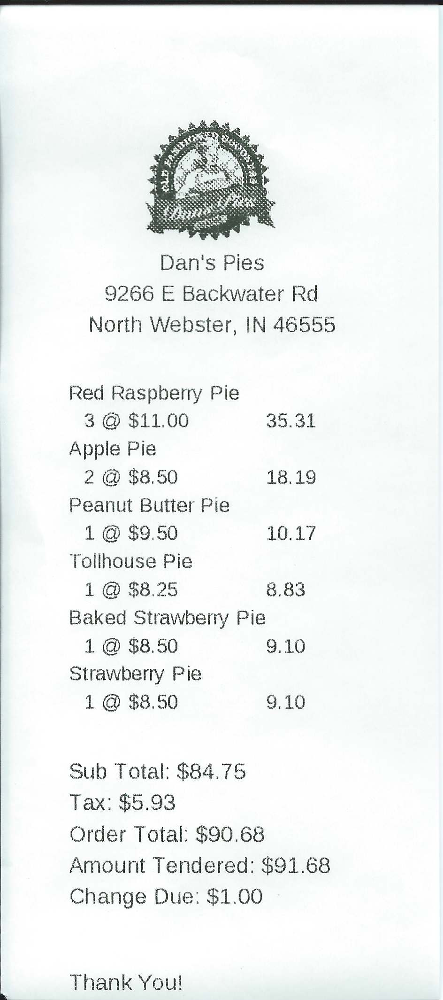 Dan's Pies
9266 E Backwater Rd
North Webster, IN 46555
Red Raspberry Pie
3 @ $11.00 35.31
Apple Pie
2 @ $8.50 18.19
Peanut Butter Pie
1 @ $9.50 10.17
Tollhouse Pie
1 @ $8.25 8.83
Baked Strawberry Pie
1 @ $8.50 9.10
Strawberry Pie
1 @ $8.50 9.10
Sub Total: $84.75
Tax: $5.93
Order Total: $90.68
Amount Tendered: $91.68
Change Due: $1.00
Thank You!